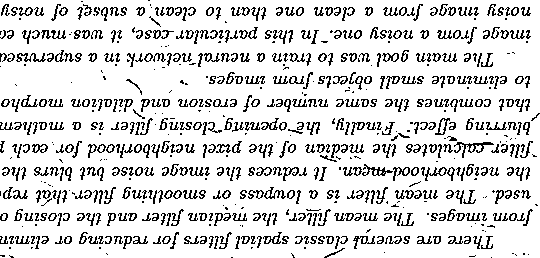 There are several classic spatial filters for reducing or elimin
from images. The mean filter, the median filter and the closing o
used. The mean filter is a lowpass or smoothing filter that repl
the neighborhood mean. It reduces the image noise but blurs the
filter calculates the median of the pixel neighborhood for each p
blurring effect. Finally, the opening closing filter is a mathem
that combines the same number of erosion and dilation morpho
to eliminate small objects from images.
The main goal was to train a neural network in a supervised
image from a noisy one. In this particular case, it was much ea
noisy image from a clean one than to clean a subset of noisy